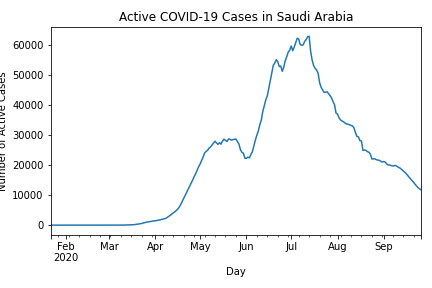 Active COVID-19 Cases in Saudi Arabia
Number of Active Cases
60000
50000
40000
30000
20000
10000
0
Feb Mar Apr May Jun Jul Aug Sep
2020
Day